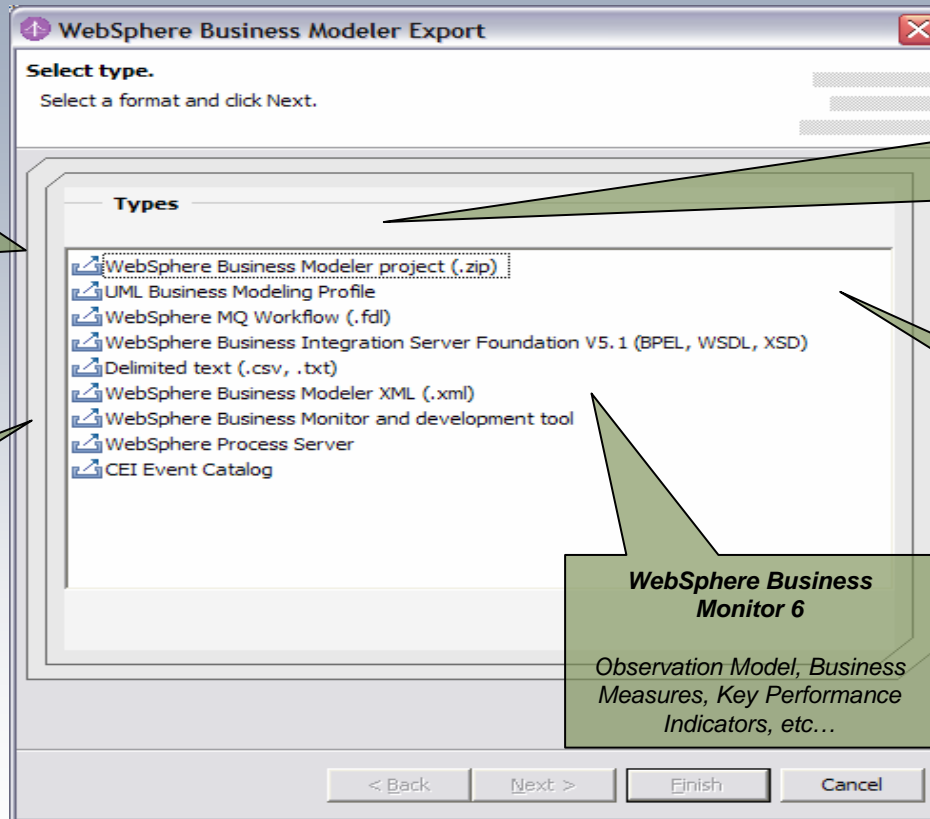 WebSphere Business Modeler Export
Select type.
Select a format and click Next.
Types
WebSphere Business Modeler project (.zip)
UML Business Modeling Profile
WebSphere MQ Workflow (.fdl)
WebSphere Business Integration Server Foundation V5.1 (BPEL, WSDL, XSD)
Delimited text (.csv, .txt)
WebSphere Business Modeler XML (.xml)
WebSphere Business Monitor and development tool
WebSphere Process Server
CEI Event Catalog
WebSphere Business
Monitor 6
Observation Model, Business
Measures, Key Performance
Indicators, etc…
< Back
Next >
Finish
Cancel